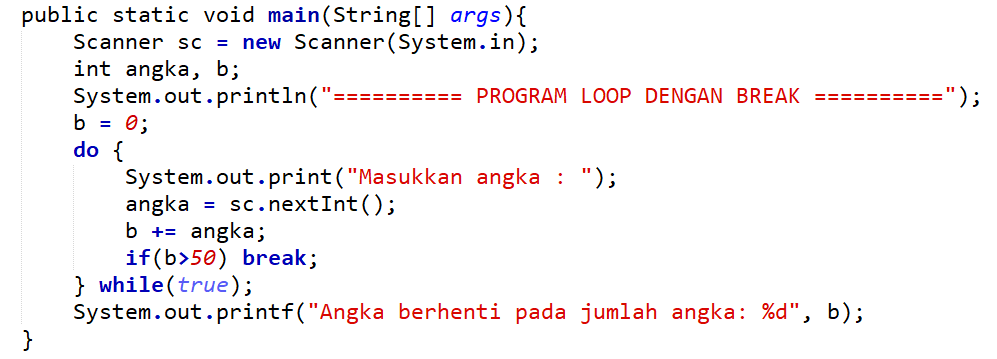 public static void main(String[] args){
    Scanner sc = new Scanner(System.in);
    int angka, b;
    System.out.println("========== PROGRAM LOOP DENGAN BREAK ==========");
    b = 0;
    do {
        System.out.print("Masukkan angka : ");
        angka = sc.nextInt();
        b += angka;
        if(b>50) break;
    } while(true);
    System.out.printf("Angka berhenti pada jumlah angka: %d", b);
}